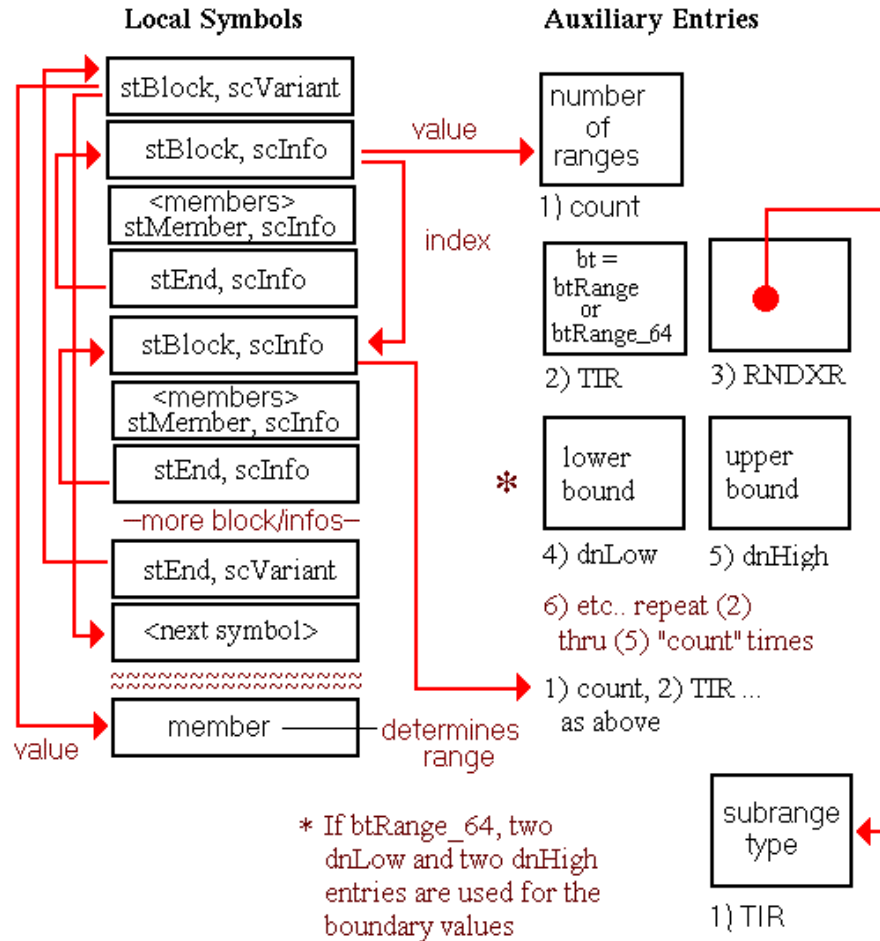 Local Symbols
stBlock, scVariant
stBlock, scInfo
<members>
stMember, scInfo
stEnd, scInfo
stBlock, scInfo
<members>
stMember, scInfo
stEnd, scInfo
—more block/infos—
stEnd, scVariant
<next symbol>
~~~~~~~~~~~~~~~~
~~~~~~~~~~~~~~~~
member
determines
range
value
value
index
Auxiliary Entries
number
of
ranges
1) count
bt =
btRange
or
btRange_64
2) TIR
3) RNDXR
*
lower
bound
upper
bound
4) dnLow
5) dnHigh
6) etc.. repeat (2)
thru (5) "count" times
1) count, 2) TIR ...
as above
subrange
type
1) TIR
* If btRange_64, two
dnLow and two dnHigh
entries are used for the
boundary values